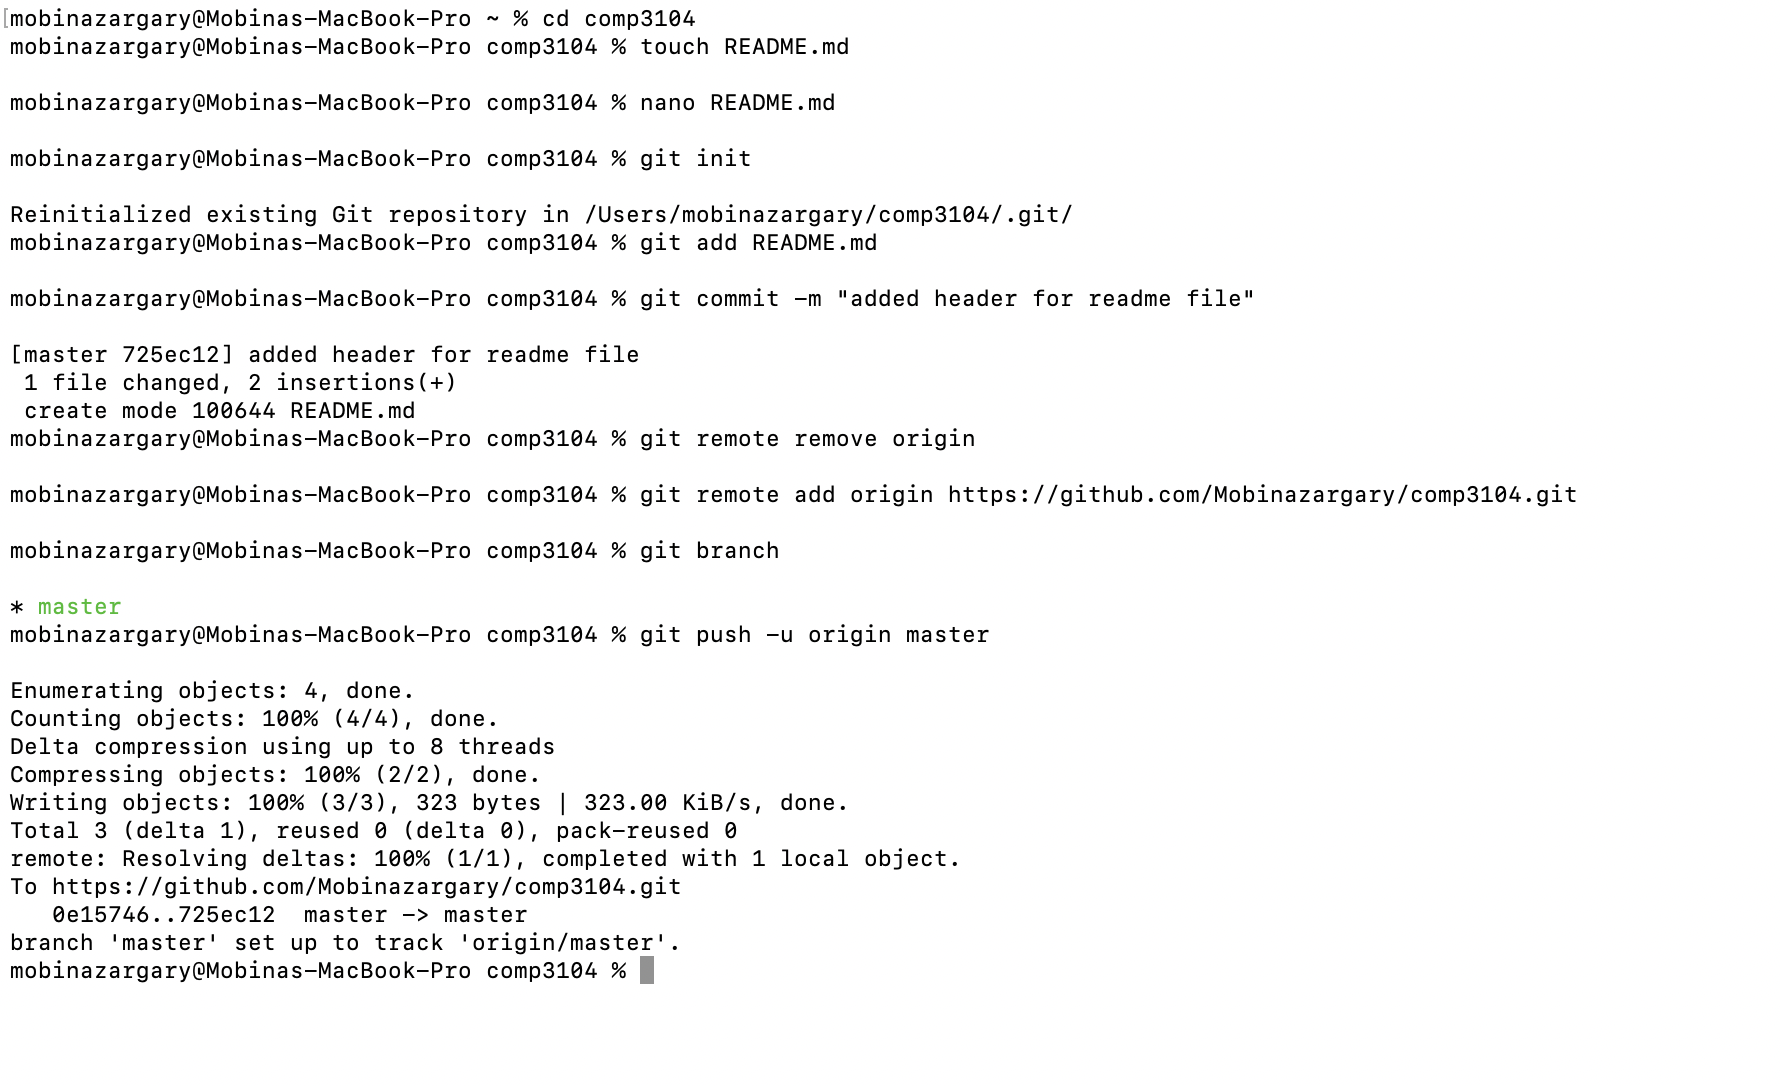 mobinazargary@Mobinas-MacBook-Pro ~ % cd comp3104
mobinazargary@Mobinas-MacBook-Pro comp3104 % touch README.md
mobinazargary@Mobinas-MacBook-Pro comp3104 % nano README.md
mobinazargary@Mobinas-MacBook-Pro comp3104 % git init
Reinitialized existing Git repository in /Users/mobinazargary/comp3104/.git/
mobinazargary@Mobinas-MacBook-Pro comp3104 % git add README.md
mobinazargary@Mobinas-MacBook-Pro comp3104 % git commit -m "added header for readme file"
[master 725ec12] added header for readme file
 1 file changed, 2 insertions(+)
 create mode 100644 README.md
mobinazargary@Mobinas-MacBook-Pro comp3104 % git remote remove origin
mobinazargary@Mobinas-MacBook-Pro comp3104 % git remote add origin https://github.com/Mobinazargary/comp3104.git
mobinazargary@Mobinas-MacBook-Pro comp3104 % git branch
* master
mobinazargary@Mobinas-MacBook-Pro comp3104 % git push -u origin master
Enumerating objects: 4, done.
Counting objects: 100% (4/4), done.
Delta compression using up to 8 threads
Compressing objects: 100% (2/2), done.
Writing objects: 100% (3/3), 323 bytes | 323.00 KiB/s, done.
Total 3 (delta 1), reused 0 (delta 0), pack-reused 0
remote: Resolving deltas: 100% (1/1), completed with 1 local object.
To https://github.com/Mobinazargary/comp3104.git
   0e15746..725ec12  master -> master
branch 'master' set up to track 'origin/master'.
mobinazargary@Mobinas-MacBook-Pro comp3104 %